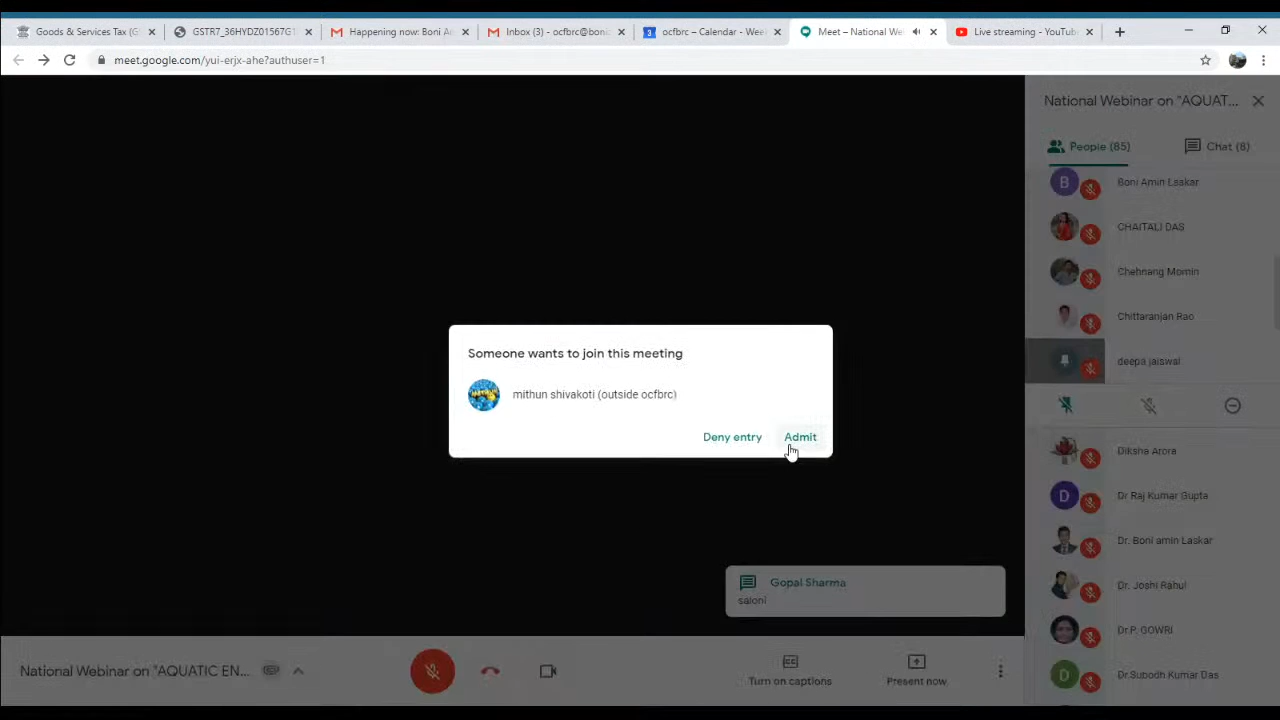 Goods & Services Tax (G
GSTR7_36HYDZ01567G1
Happening now: Boni A
Inbox (3) - ocfbrc@bonic
ocfbrc – Calendar - Week
Meet – National We
Live streaming - YouTub
meet.google.com/yui-erjx-ahe?authuser=1
National Webinar on "AQUAT...
People (85)
Chat (8)
Boni Amin Laskar
CHAITALI DAS
Chehnang Momin
Chittaranjan Rao
deepa jaiswal
Diksha Arora
Dr Raj Kumar Gupta
Dr. Boni amin Laskar
Dr. Joshi Rahul
Dr.P. GOWRI
Dr.Subodh Kumar Das
Someone wants to join this meeting
mithun shivakoti (outside ocfbrc)
Deny entry
Admit
Gopal Sharma
saloni
National Webinar on "AQUATIC EN...
Turn on captions
Present now